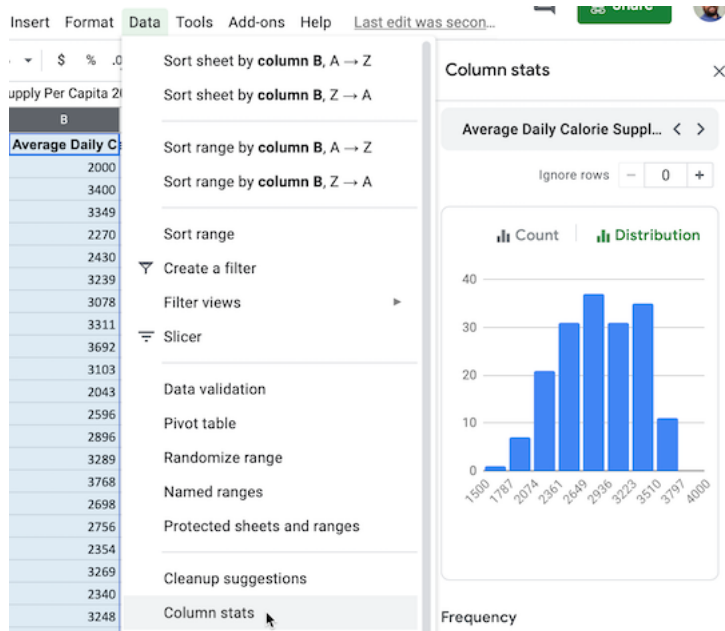 Insert Format Data Tools Add-ons Help Last edit was secon...
Share
$ % .0
upply Per Capita 20
B
Average Daily C
2000
3400
3349
2270
2430
3239
3078
3311
3692
3103
2043
2596
2896
3289
3768
2698
2756
2354
3269
2340
3248
Sort sheet by column B, A → Z
Sort sheet by column B, Z → A
Sort range by column B, A → Z
Sort range by column B, Z → A
Sort range
Create a filter
Filter views
Slicer
Data validation
Pivot table
Randomize range
Named ranges
Protected sheets and ranges
Cleanup suggestions
Column stats
Column stats
Average Daily Calorie Suppl...
Ignore rows − 0 +
Count Distribution
40
30
20
10
0
1500 1787 2074 2361 2649 2936 3223 3510 3797 4000
Frequency